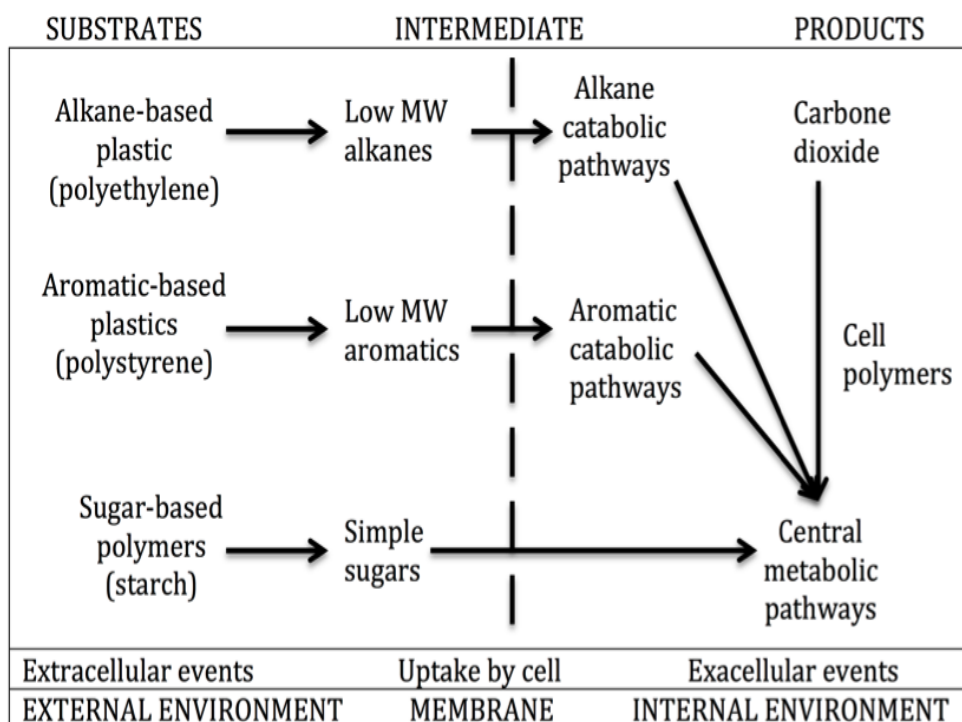 SUBSTRATES
INTERMEDIATE
PRODUCTS
Alkane-based
plastic
(polyethylene)
Low MW
alkanes
Alkane
catabolic
pathways
Carbone
dioxide
Aromatic-based
plastics
(polystyrene)
Low MW
aromatics
Aromatic
catabolic
pathways
Cell
polymers
Sugar-based
polymers
(starch)
Simple
sugars
Central
metabolic
pathways
Extracellular events
Uptake by cell
Exacellular events
EXTERNAL ENVIRONMENT
MEMBRANE
INTERNAL ENVIRONMENT